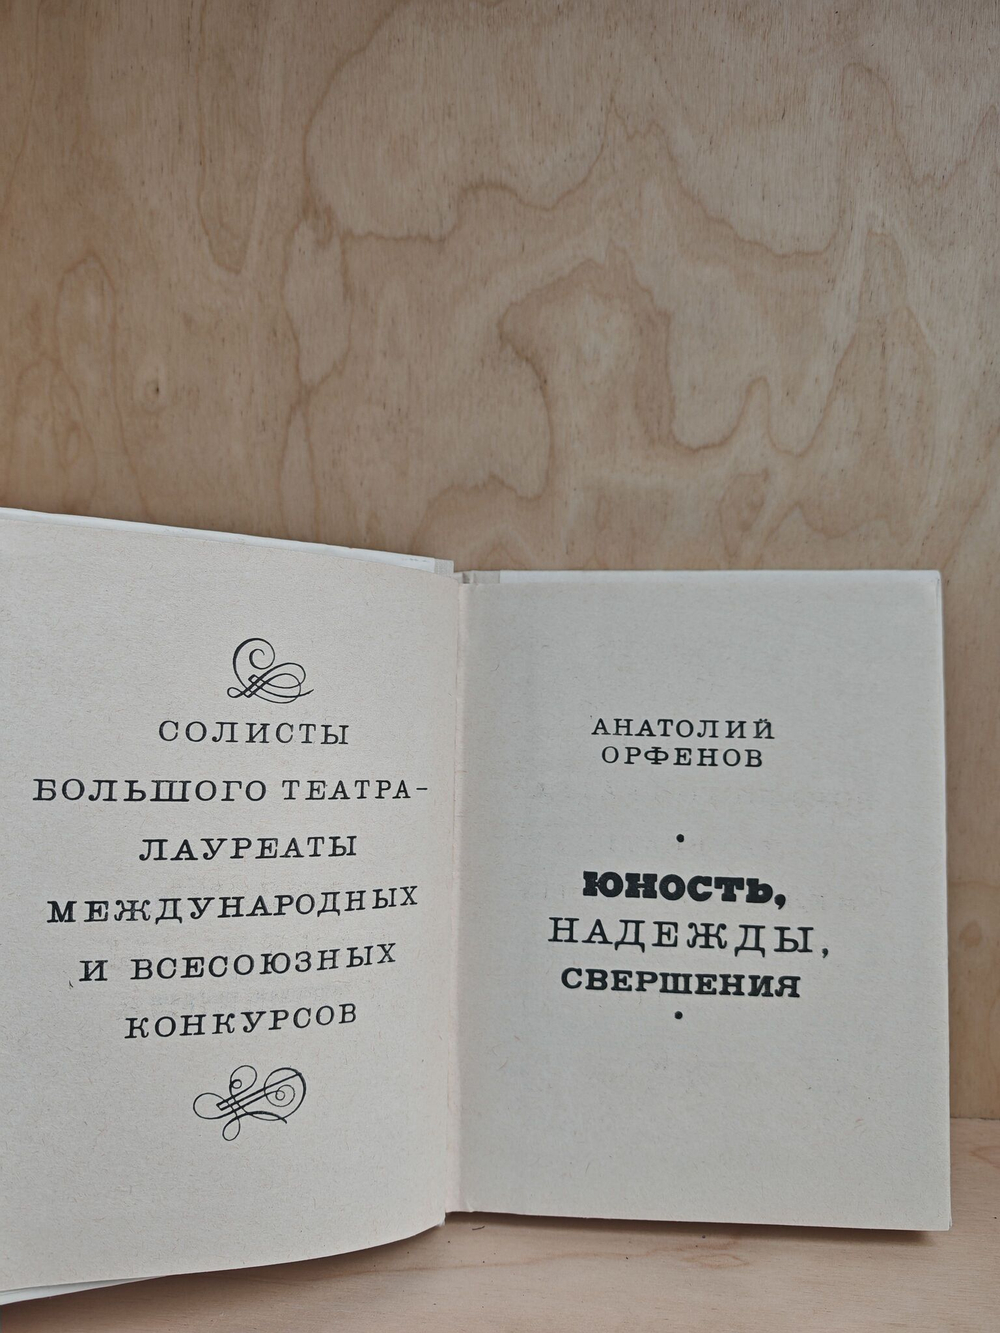 СОЛИСТЫ
БОЛЬШОГО ТЕАТРА-
ЛАУРЕАТЫ
МЕЖДУНАРОДНЫХ
И ВСЕСОЮЗНЫХ
КОНКУРСОВ
АНАТОЛИЙ
ОРФЕНОВ
ЮНОСТЬ,
НАДЕЖДЫ,
СВЕРШЕНИЯ